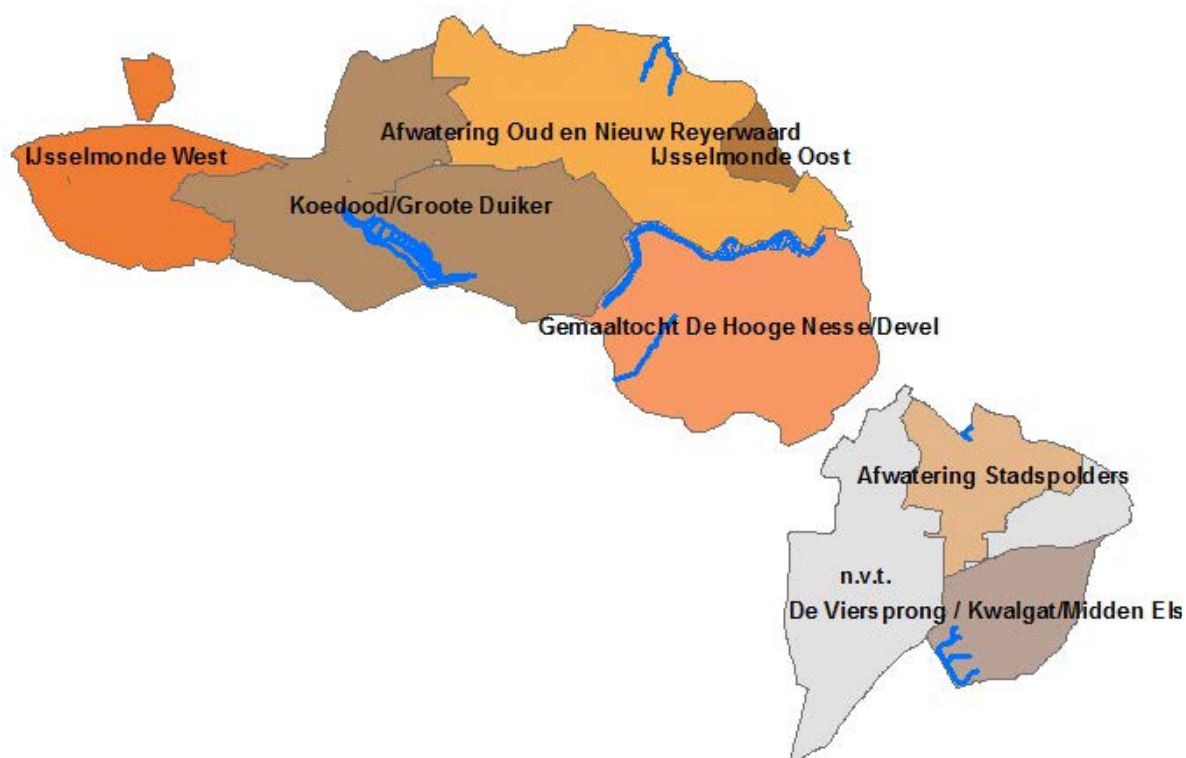 Afwatering Oud en Nieuw Reyerwaard
IJsselmonde West
IJsselmonde Oost
Koedood/Groote Duiker
Gemaaltocht De Hooge Nesse/Devel
Afwatering Stadspolders
n.v.t.
De Viersprong / Kwalgat/Midden Els